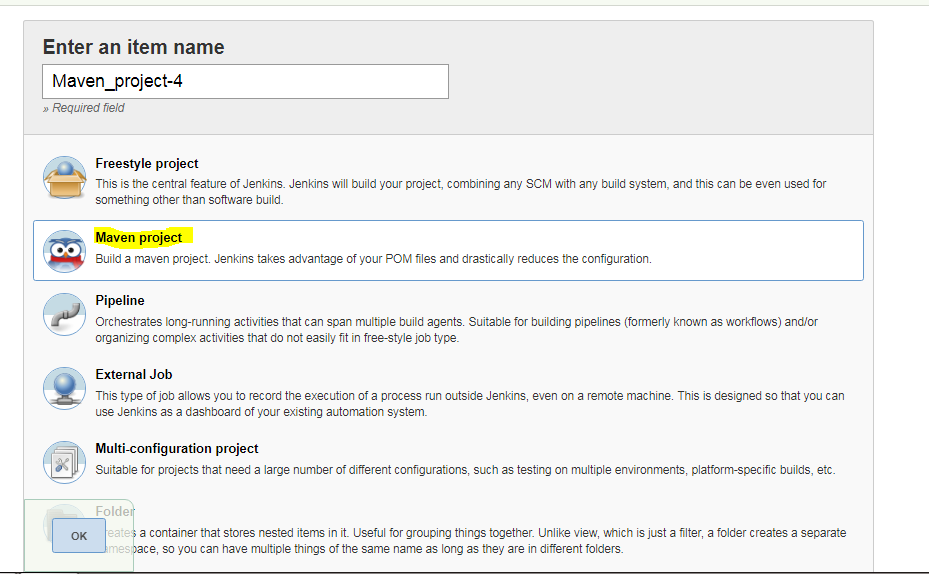 Enter an item name
Maven_project-4
» Required field
Freestyle project
This is the central feature of Jenkins. Jenkins will build your project, combining any SCM with any build system, and this can be even used for
something other than software build.
Maven project
Build a maven project. Jenkins takes advantage of your POM files and drastically reduces the configuration.
Pipeline
Orchestrates long-running activities that can span multiple build agents. Suitable for building pipelines (formerly known as workflows) and/or
organizing complex activities that do not easily fit in free-style job type.
External Job
This type of job allows you to record the execution of a process run outside Jenkins, even on a remote machine. This is designed so that you can
use Jenkins as a dashboard of your existing automation system.
Multi-configuration project
Suitable for projects that need a large number of different configurations, such as testing on multiple environments, platform-specific builds, etc.
Folder
a container that stores nested items in it. Useful for grouping things together. Unlike view, which is just a filter, a folder creates a separate
OK
so you can have multiple things of the same name as long as they are in different folders.